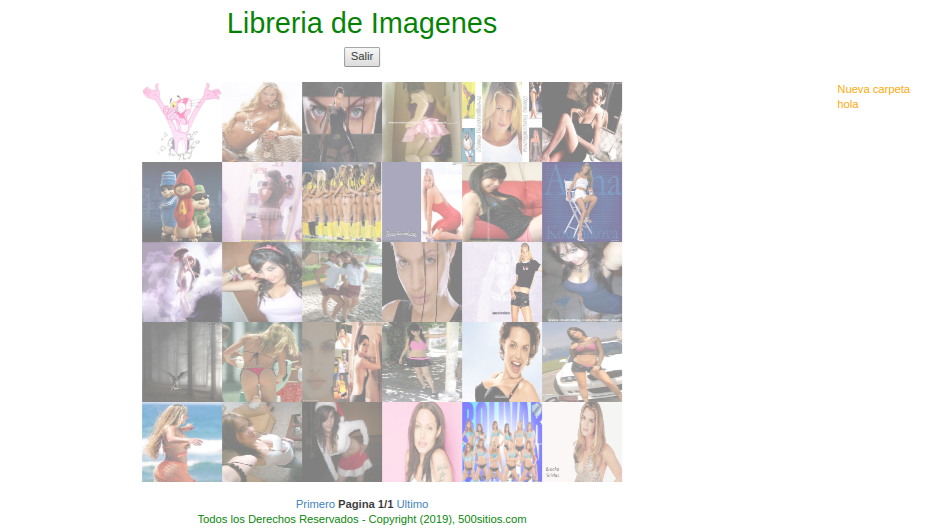 Libreria de Imagenes
Salir
Nueva carpeta
hola
BOLIVAR
Primero Pagina 1/1 Ultimo
Todos los Derechos Reservados - Copyright (2019), 500sitios.com